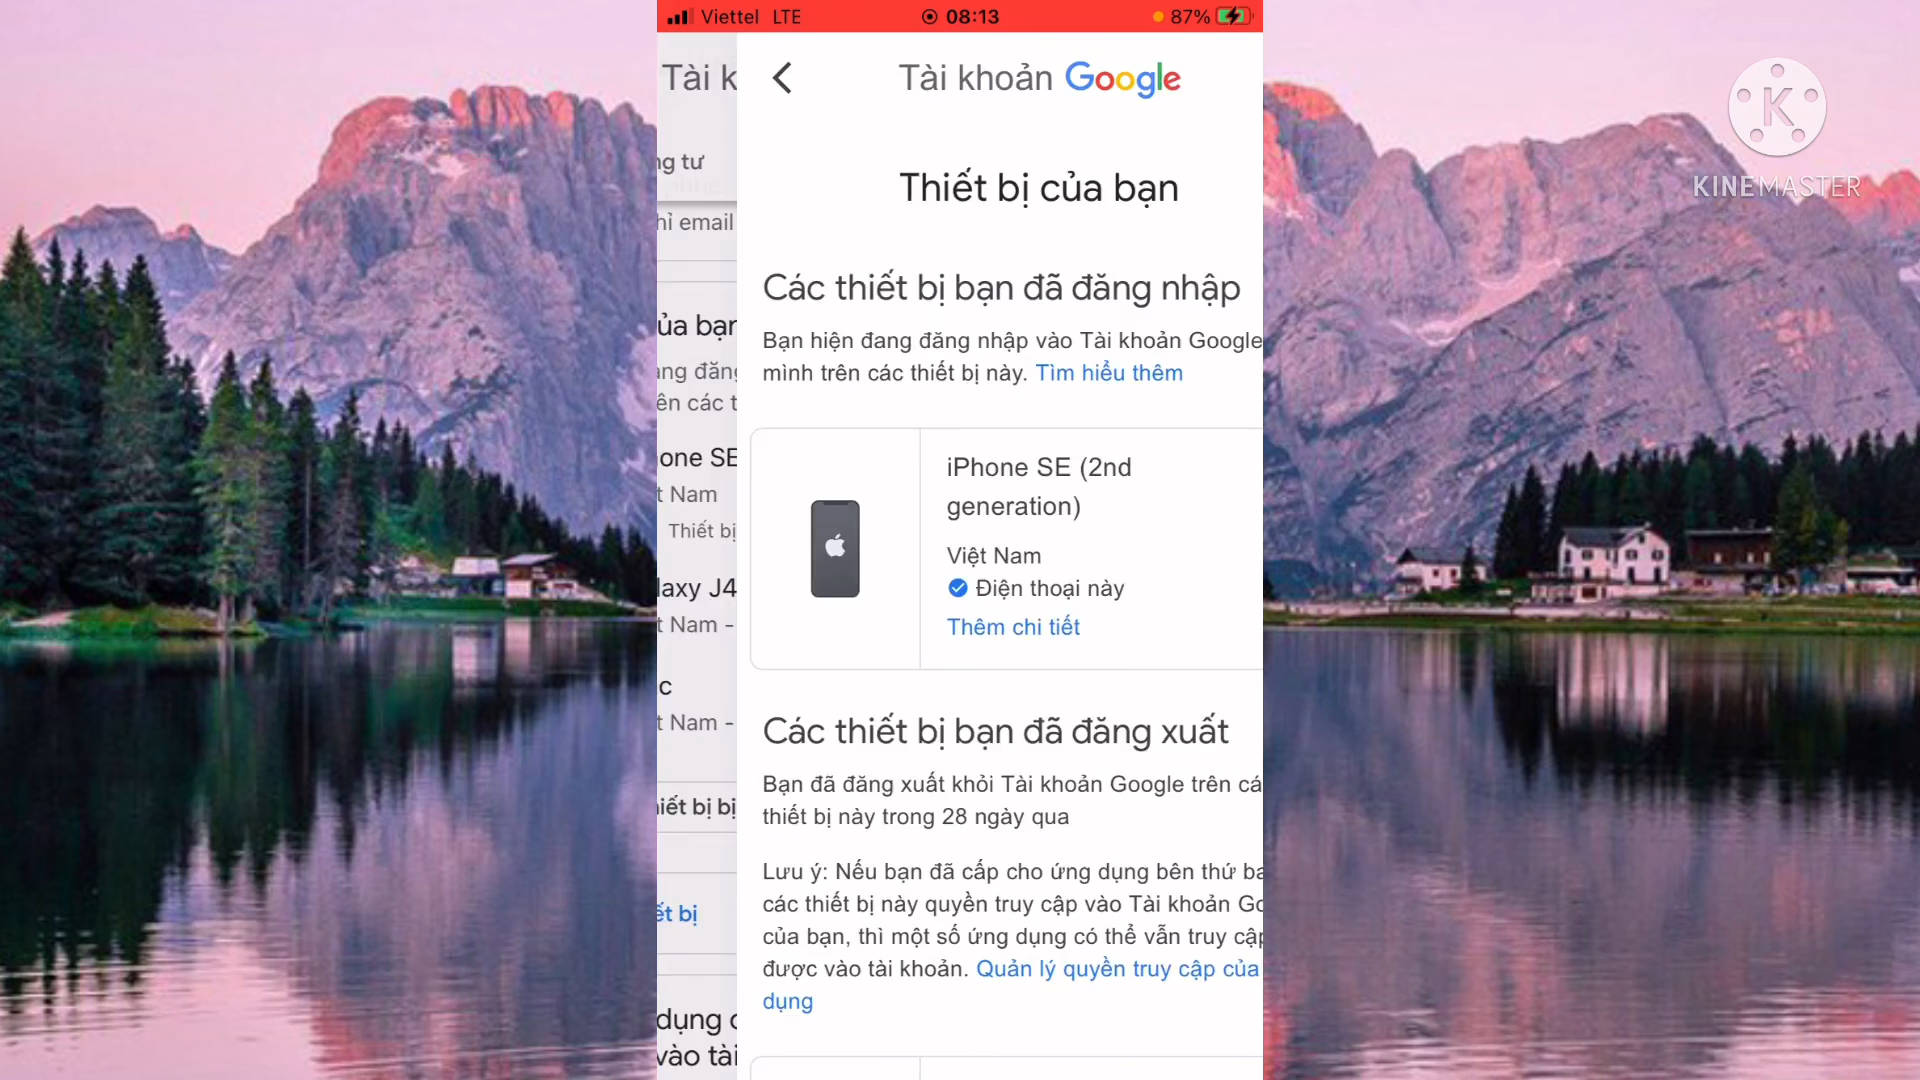 Viettel LTE 08:13 87%
Tài k
ng tư
hỉ email
ủa bạn
ang đăng
ên các t
one SE
t Nam
Thiết bị
laxy J4
t Nam -
c
t Nam -
iết bị bị
ết bị
dụng c
vào tài
Tài khoản Google
Thiết bị của bạn
Các thiết bị bạn đã đăng nhập
Bạn hiện đang đăng nhập vào Tài khoản Google
mình trên các thiết bị này. Tìm hiểu thêm
iPhone SE (2nd
generation)
Việt Nam
Điện thoại này
Thêm chi tiết
Các thiết bị bạn đã đăng xuất
Bạn đã đăng xuất khỏi Tài khoản Google trên cá
thiết bị này trong 28 ngày qua
Lưu ý: Nếu bạn đã cấp cho ứng dụng bên thứ ba
các thiết bị này quyền truy cập vào Tài khoản Go
của bạn, thì một số ứng dụng có thể vẫn truy cập
được vào tài khoản. Quản lý quyền truy cập của
dụng
K
KINEMASTER